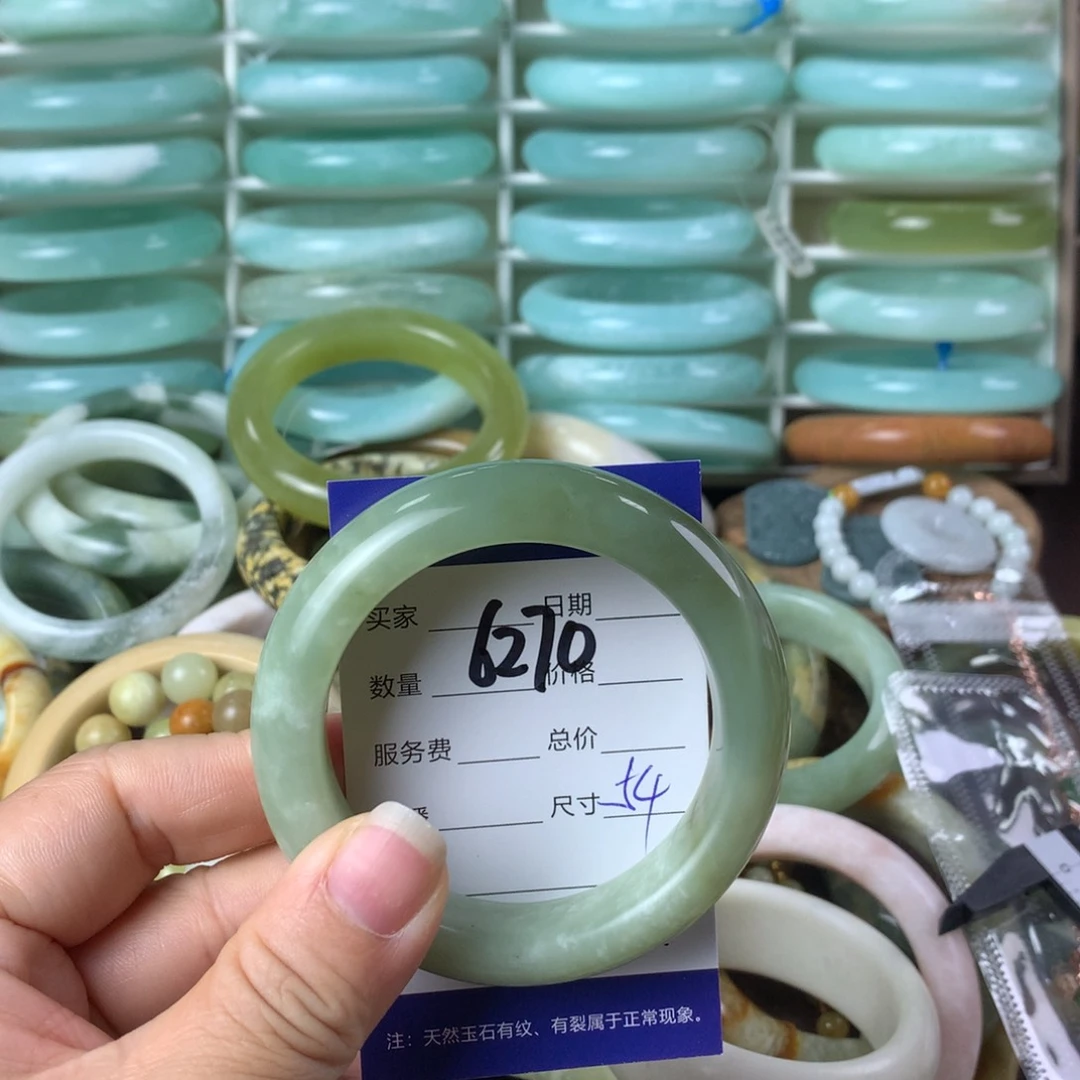 买家 日期
6270
数量 价格
服务费 总价
尺寸 54
注：天然玉石有纹、有裂属于正常现象。